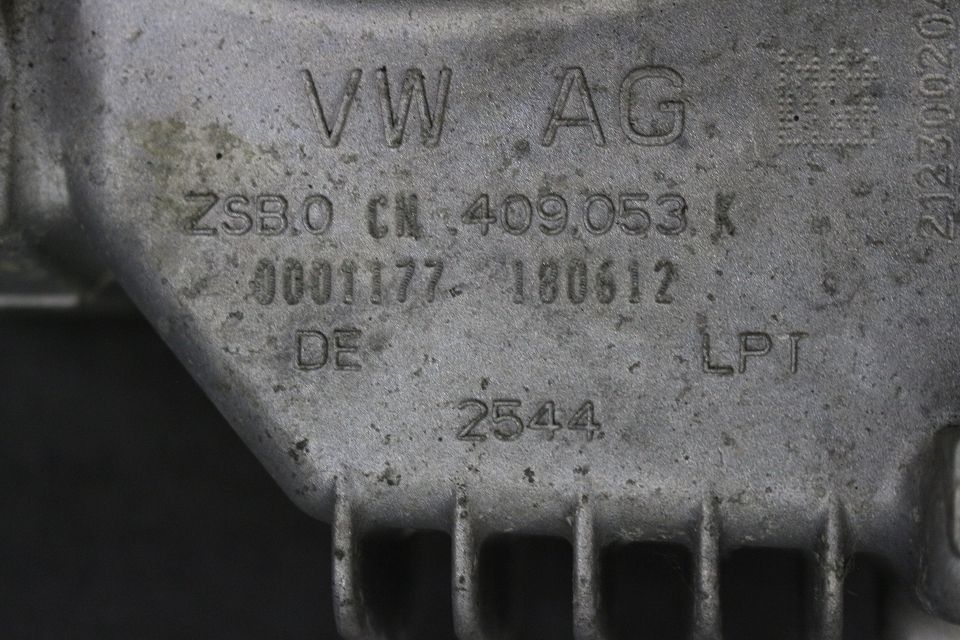 VW AG
ZSB.0 CN 409.053 K
0001177 180612
DE LPT
2544